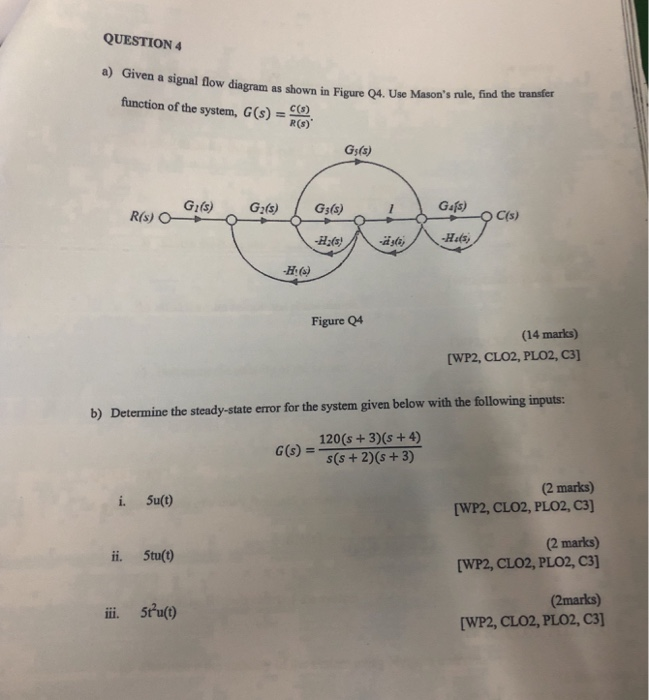 QUESTION 4
a) Given a signal flow diagram as shown in Figure Q4. Use Mason's rule, find the transfer
function of the system, G(s) = C(s)/R(s).
G5(s)
R(s) G1(s) G2(s) G3(s) 1 G4(s) C(s)
-H2(s) -H3(s) -H4(s)
-H1(s)
Figure Q4
(14 marks)
[WP2, CLO2, PLO2, C3]
b) Determine the steady-state error for the system given below with the following inputs:
G(s) = 120(s + 3)(s + 4)/s(s + 2)(s + 3)
(2 marks)
i. 5u(t)
[WP2, CLO2, PLO2, C3]
(2 marks)
ii. 5tu(t)
[WP2, CLO2, PLO2, C3]
(2marks)
iii. 5t²u(t)
[WP2, CLO2, PLO2, C3]